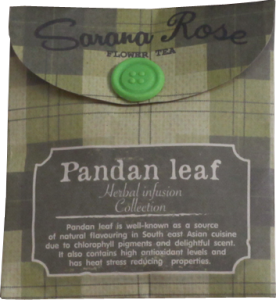 Sarana Rose
FLOWER TEA
Pandan leaf
Herbal infusion
Collection
Pandan leaf is well-known as a source
of natural flavouring in South east Asian cuisine
due to chlorophyll pigments and delightful scent.
It also contains high antioxidant levels and
has heat stress reducing properties.